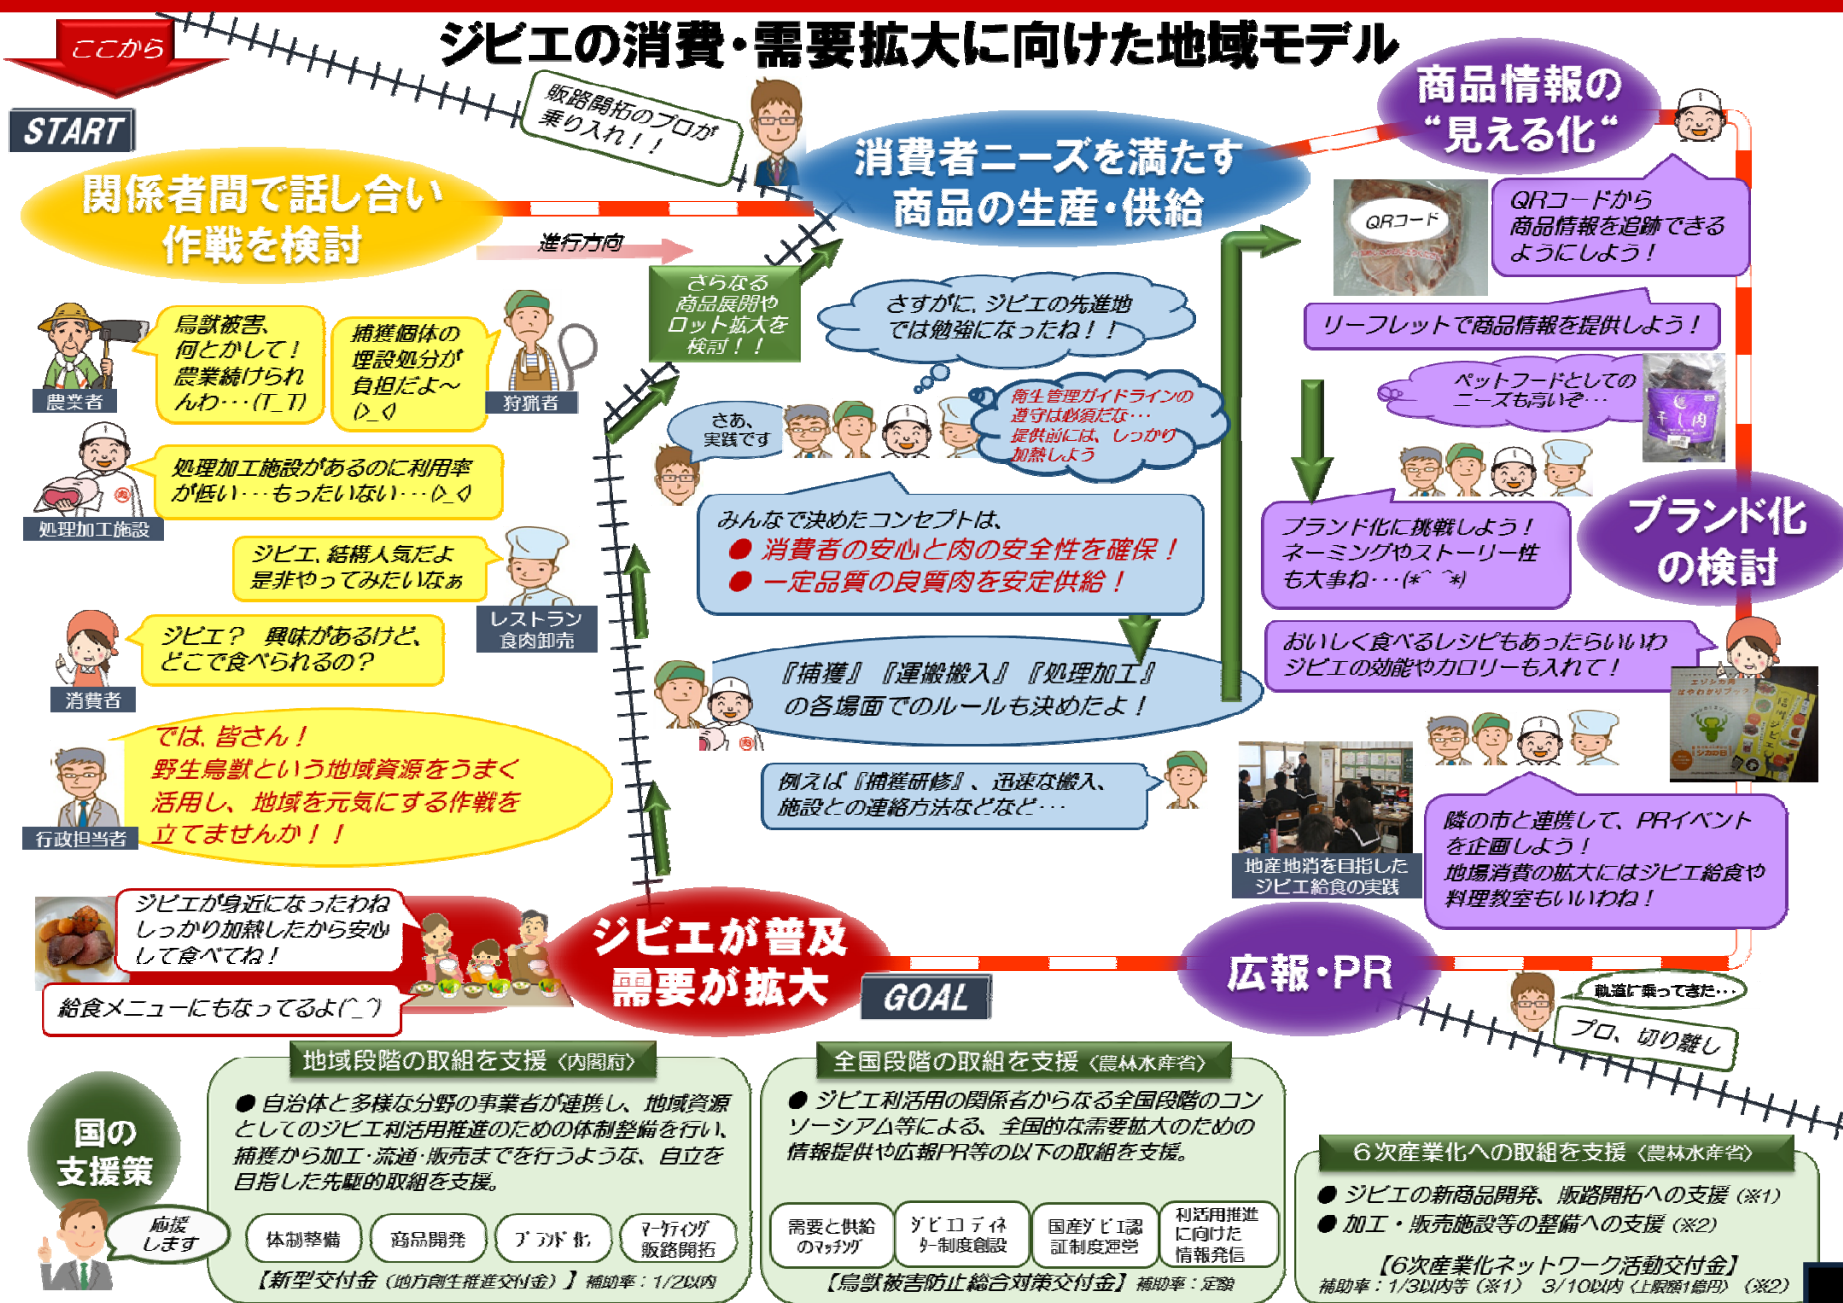 ジビエの消費・需要拡大に向けた地域モデル
ここから
START
販路開拓のプロが
乗り入れ！！
関係者間で話し合い
作戦を検討
進行方向
消費者ニーズを満たす
商品の生産・供給
商品情報の
“見える化“
鳥獣被害、
何とかして！
農業続けられ
んわ･･･(T_T)
農業者
捕獲個体の
埋設処分が
負担だよ～
(>_<)
狩猟者
処理加工施設があるのに利用率
が低い･･･もったいない･･･(>_<)
処理加工施設
ジビエ、結構人気だよ
是非やってみたいなぁ
レストラン
食肉卸売
ジビエ？　興味があるけど、
どこで食べられるの？
消費者
では、皆さん！
野生鳥獣という地域資源をうまく
活用し、地域を元気にする作戦を
立てませんか！！
行政担当者
さらなる
商品展開や
ロット拡大を
検討！！
さすがに、ジビエの先進地
では勉強になったね！！
さあ、
実践です
衛生管理ガイドラインの
遵守は必須だな･･･
提供前には、しっかり
加熱しよう
みんなで決めたコンセプトは、
● 消費者の安心と肉の安全性を確保！
● 一定品質の良質肉を安定供給！
『捕獲』『運搬搬入』『処理加工』
の各場面でのルールも決めたよ！
例えば『捕獲研修』、迅速な搬入、
施設との連絡方法などなど･･･
QRコード
QRコードから
商品情報を追跡できる
ようにしよう！
リーフレットで商品情報を提供しよう！
ペットフードとしての
ニーズも高いぞ･･･
干し肉
ブランド化に挑戦しよう！
ネーミングやストーリー性
も大事ね･･･(*^ ^*)
ブランド化
の検討
おいしく食べるレシピもあったらいいわ
ジビエの効能やカロリーも入れて！
地産地消を目指した
ジビエ給食の実践
隣の市と連携して、PRイベント
を企画しよう！
地場消費の拡大にはジビエ給食や
料理教室もいいわね！
広報・PR
軌道に乗ってきた･･･
プロ、切り離し
ジビエが普及
需要が拡大
GOAL
ジビエが身近になったわね
しっかり加熱したから安心
して食べてね！
給食メニューにもなってるよ(^_^)
国の
支援策
応援
します
地域段階の取組を支援〈内閣府〉
● 自治体と多様な分野の事業者が連携し、地域資源
としてのジビエ利活用推進のための体制整備を行い、
捕獲から加工・流通・販売までを行うような、自立を
目指した先駆的取組を支援。
体制整備
商品開発
ﾌﾞﾗﾝﾄﾞ化
ﾏｰｹﾃｨﾝｸﾞ
販路開拓
【新型交付金（地方創生推進交付金）】補助率：1/2以内
全国段階の取組を支援〈農林水産省〉
● ジビエ利活用の関係者からなる全国段階のコン
ソーシアム等による、全国的な需要拡大のための
情報提供や広報PR等の以下の取組を支援。
需要と供給
のﾏｯﾁﾝｸﾞ
ｼﾞﾋﾞｴｺｰﾃﾞｨﾈ
ｰﾀｰ制度創設
国産ｼﾞﾋﾞｴ認
証制度運営
利活用推進
に向けた
情報発信
【鳥獣被害防止総合対策交付金】補助率：定額
６次産業化への取組を支援〈農林水産省〉
● ジビエの新商品開発、販路開拓への支援（※1）
● 加工・販売施設等の整備への支援（※2）
【6次産業化ネットワーク活動交付金】
補助率：1/3以内等（※1）　3/10以内〈上限額1億円〉（※2）